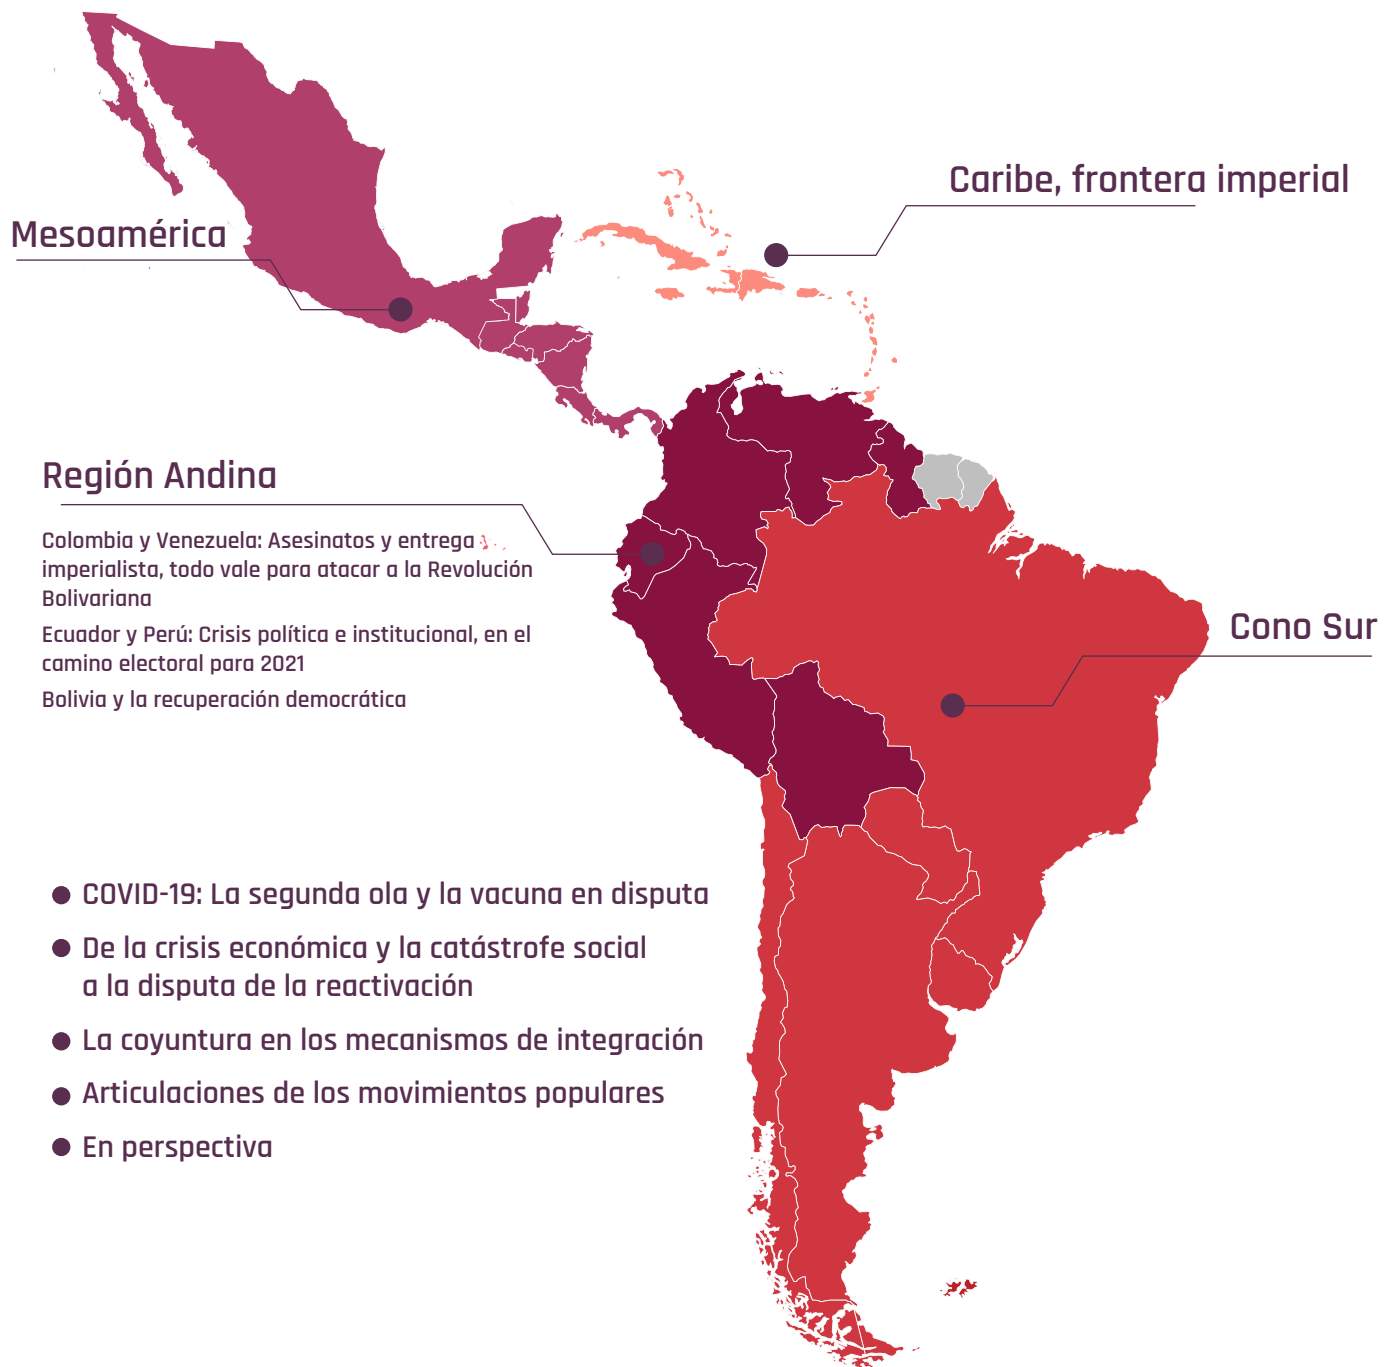 Caribe, frontera imperial
Mesoamérica
Región Andina
Colombia y Venezuela: Asesinatos y entrega
imperialista, todo vale para atacar a la Revolución
Bolivariana
Ecuador y Perú: Crisis política e institucional, en el
camino electoral para 2021
Bolivia y la recuperación democrática
Cono Sur
COVID-19: La segunda ola y la vacuna en disputa
De la crisis económica y la catástrofe social
a la disputa de la reactivación
La coyuntura en los mecanismos de integración
Articulaciones de los movimientos populares
En perspectiva